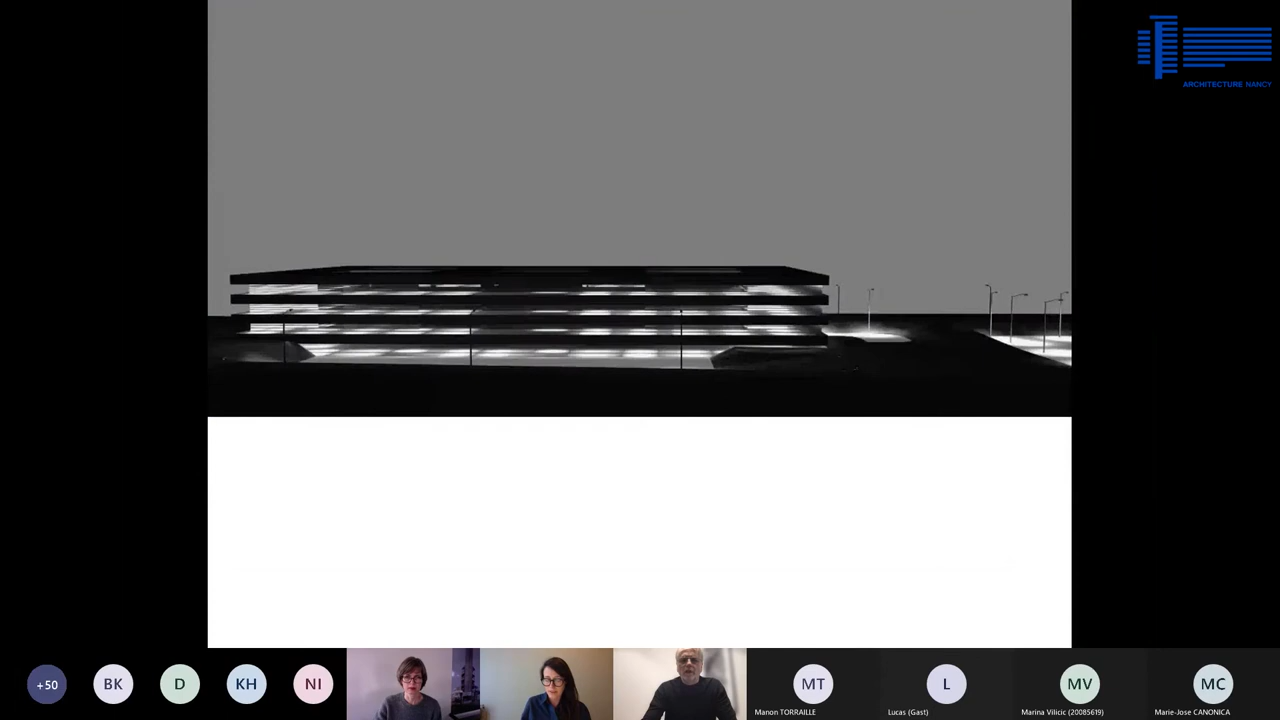 ARCHITECTURE NANCY
+50
BK
D
KH
NI
MT
L
MV
MC
Manon TORRAILLE
Lucas (Gast)
Marina Vilicic (20085619)
Marie-Jose CANONICA